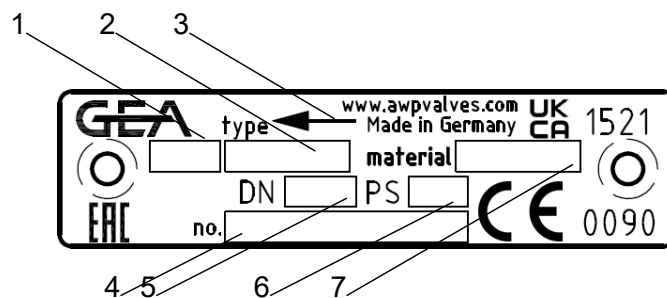 1 2 3
GEA type www.awpvalves.com UK CA 1521
Made in Germany
material
DN PS
EAC no. CE 0090
4 5 6 7